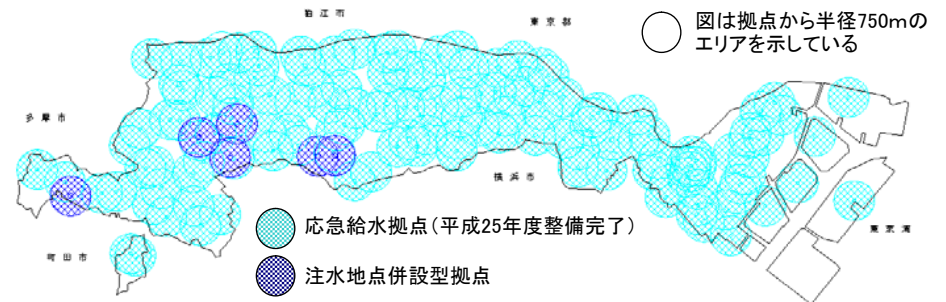 狛江市
東京都
図は拠点から半径750mの
エリアを示している
多摩市
横浜市
東京湾
町田市
応急給水拠点(平成25年度整備完了)
注水地点併設型拠点